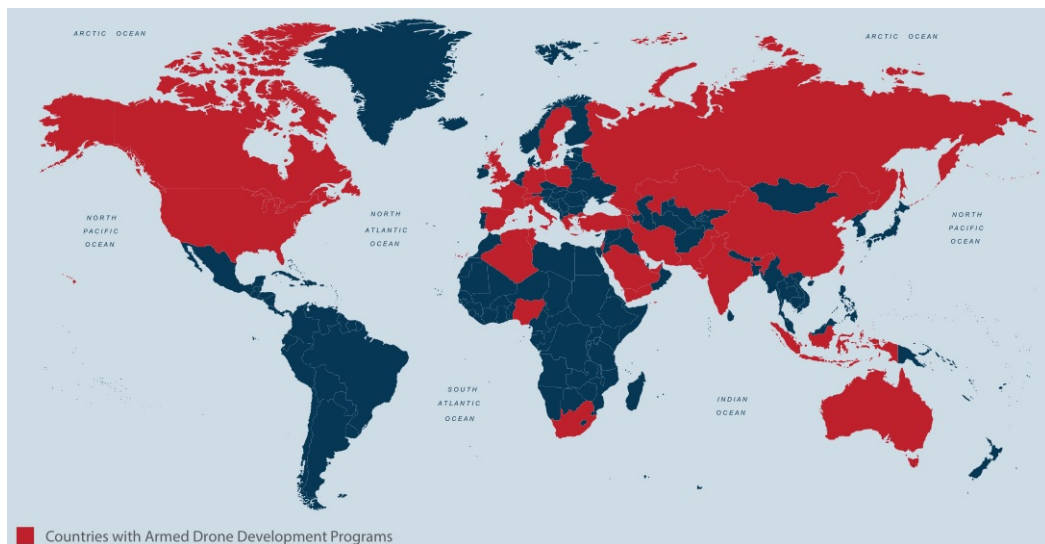 ARCTIC OCEAN
ARCTIC OCEAN
NORTH
PACIFIC
OCEAN
NORTH
ATLANTIC
OCEAN
NORTH
PACIFIC
OCEAN
SOUTH
ATLANTIC
OCEAN
INDIAN
OCEAN
Countries with Armed Drone Development Programs